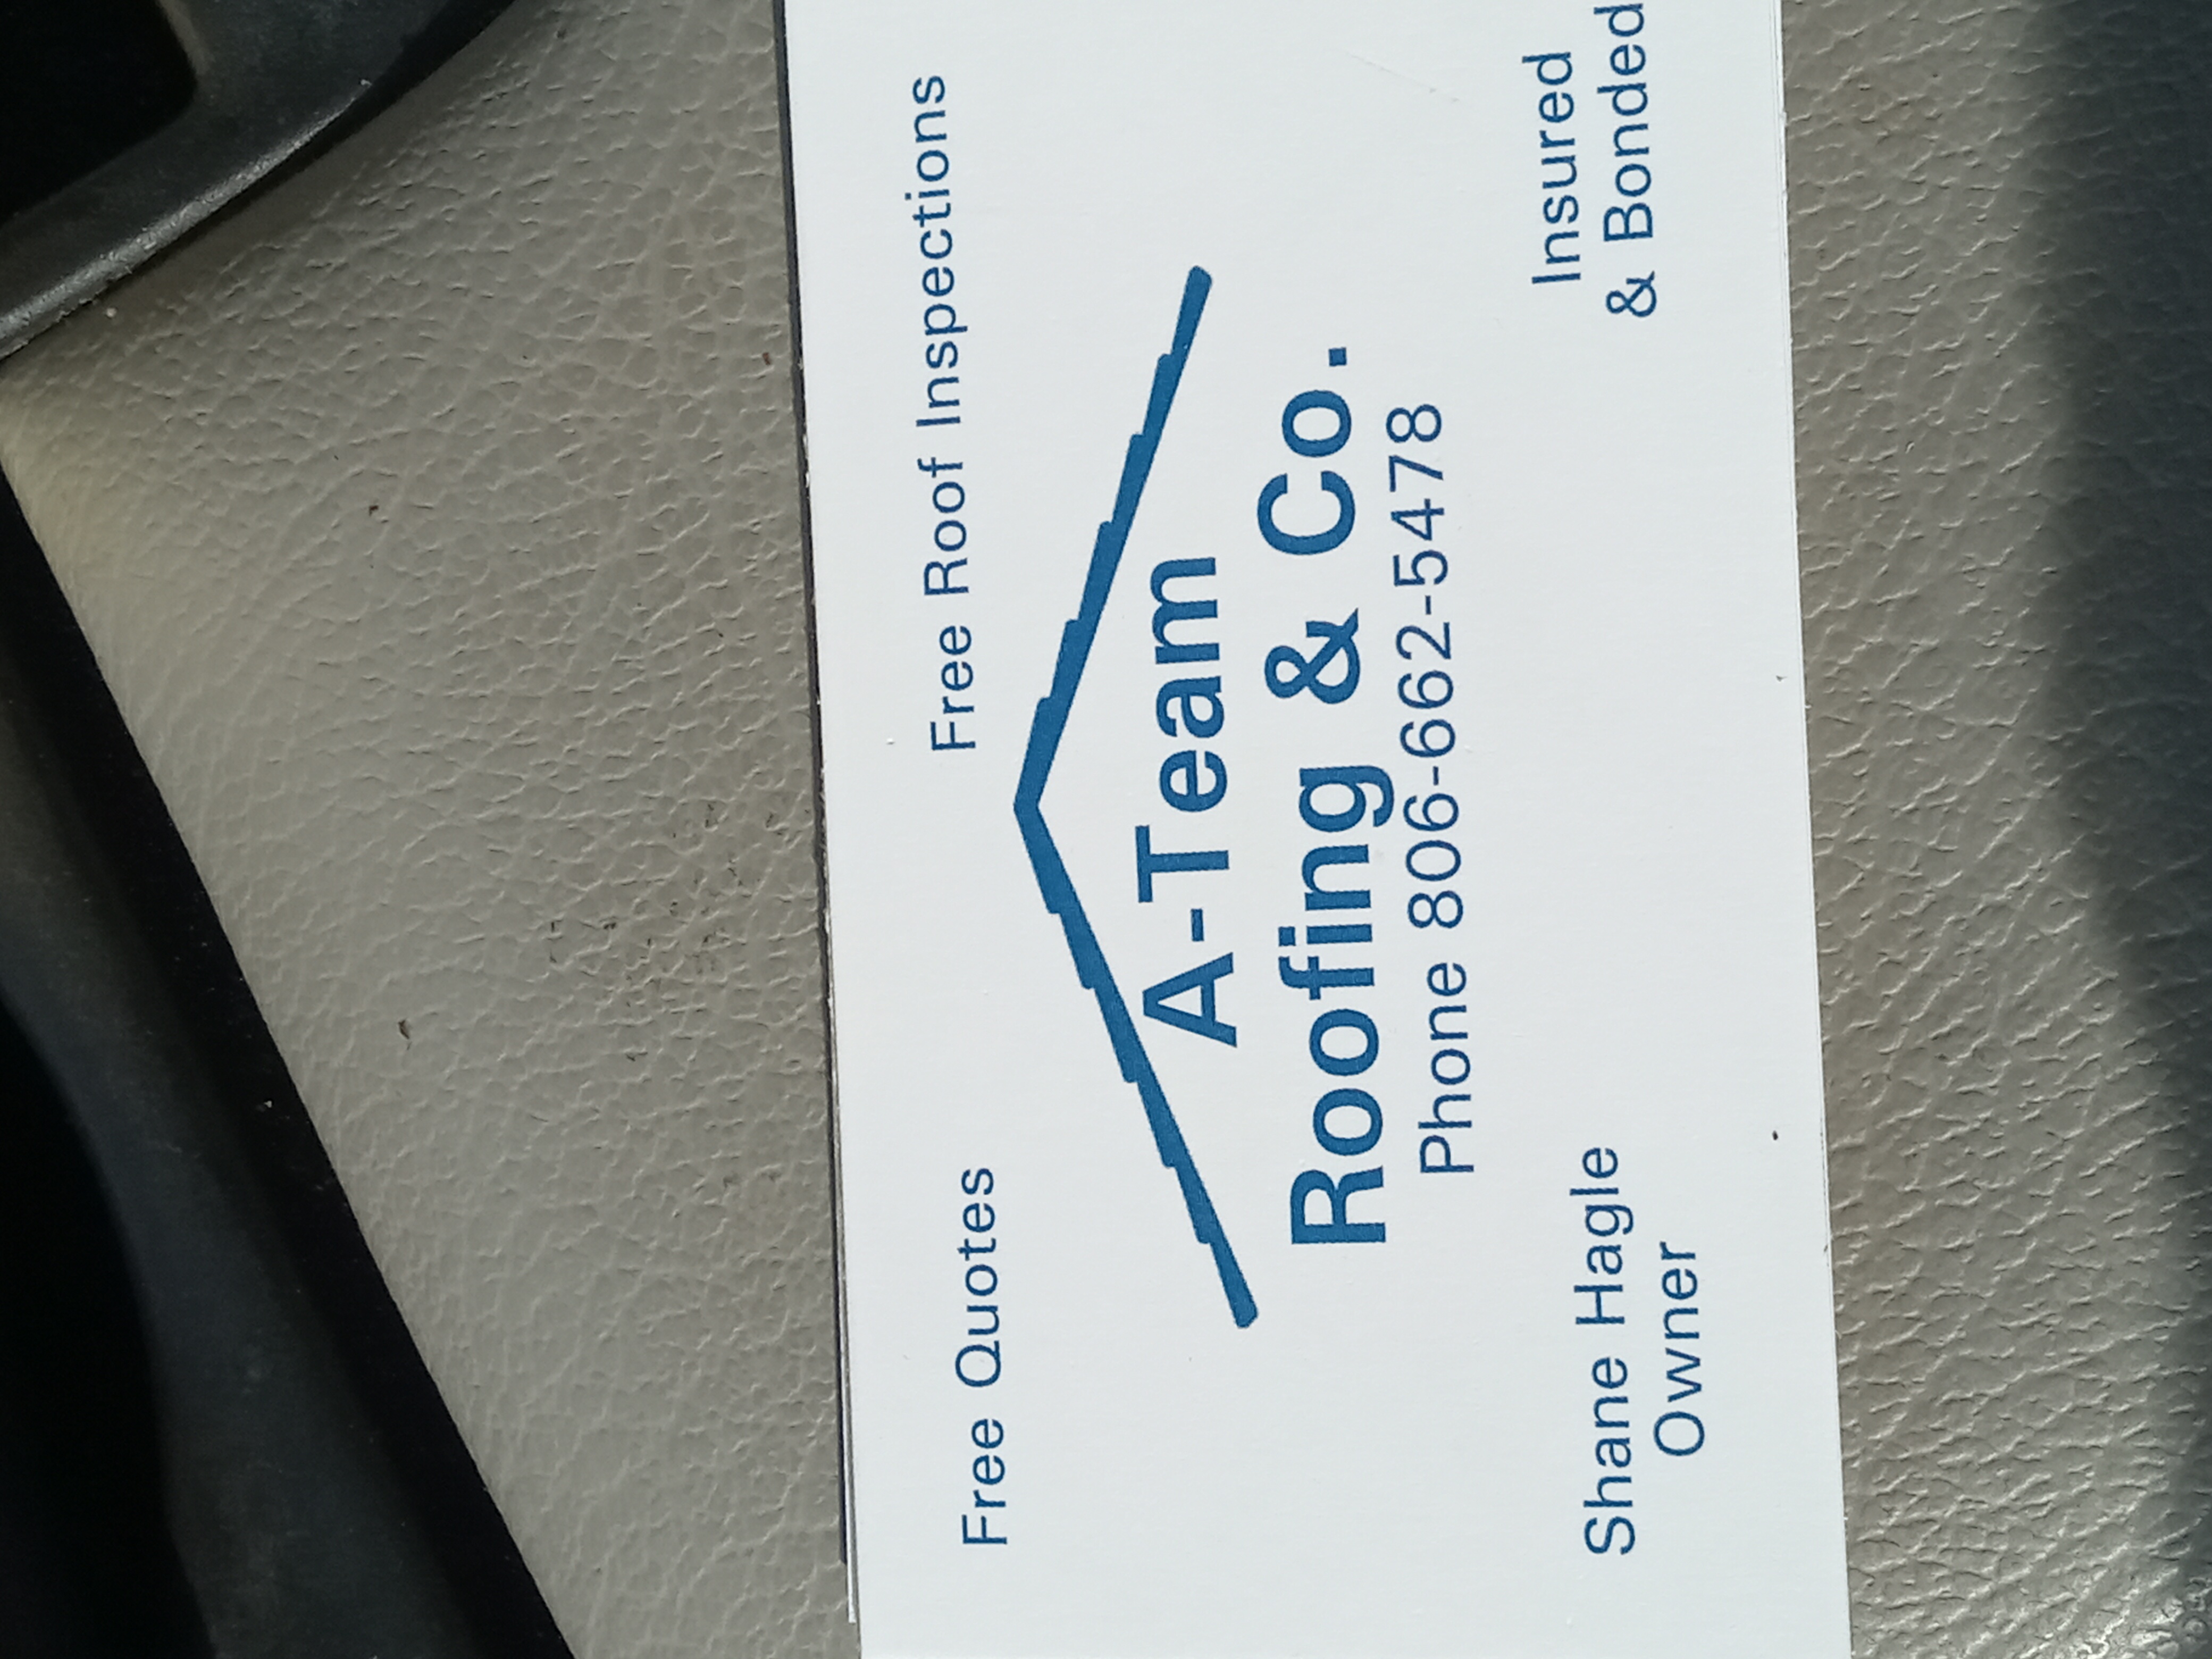 Free Quotes
Free Roof Inspections
A-Team
Roofing & Co.
Phone 806-662-5478
Shane Hagle
Owner
Insured
& Bonded